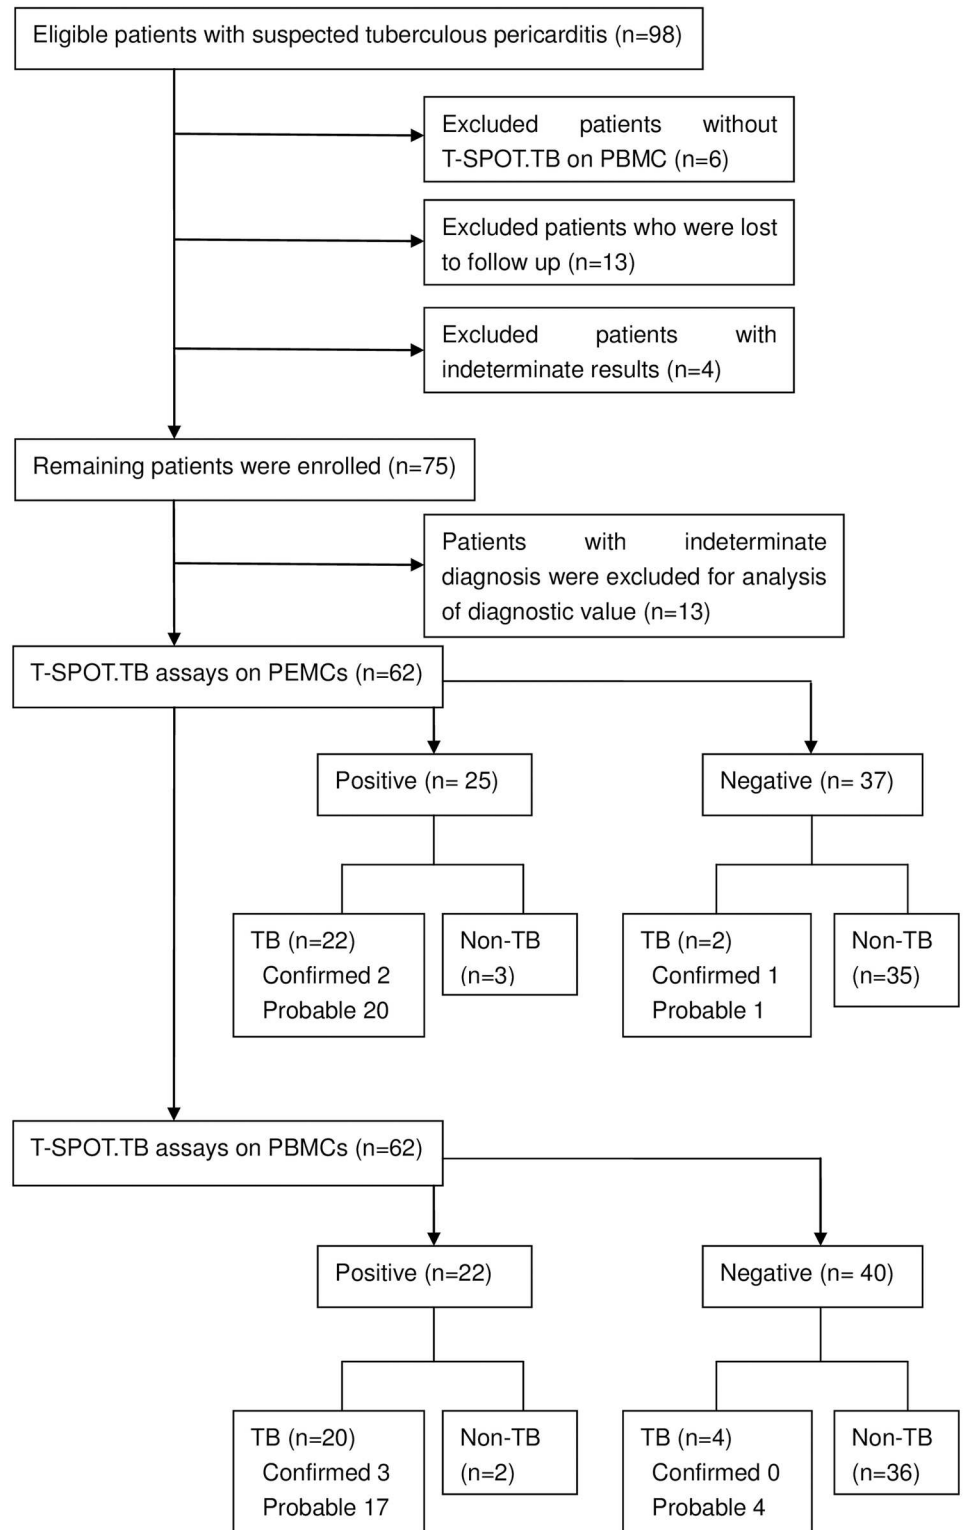 Eligible patients with suspected tuberculous pericarditis (n=98)
Excluded patients without
T-SPOT.TB on PBMC (n=6)
Excluded patients who were lost
to follow up (n=13)
Excluded patients with
indeterminate results (n=4)
Remaining patients were enrolled (n=75)
Patients with indeterminate
diagnosis were excluded for analysis
of diagnostic value (n=13)
T-SPOT.TB assays on PEMCs (n=62)
Positive (n= 25)
Negative (n= 37)
TB (n=22)
Confirmed 2
Probable 20
Non-TB
(n=3)
TB (n=2)
Confirmed 1
Probable 1
Non-TB
(n=35)
T-SPOT.TB assays on PBMCs (n=62)
Positive (n=22)
Negative (n= 40)
TB (n=20)
Confirmed 3
Probable 17
Non-TB
(n=2)
TB (n=4)
Confirmed 0
Probable 4
Non-TB
(n=36)